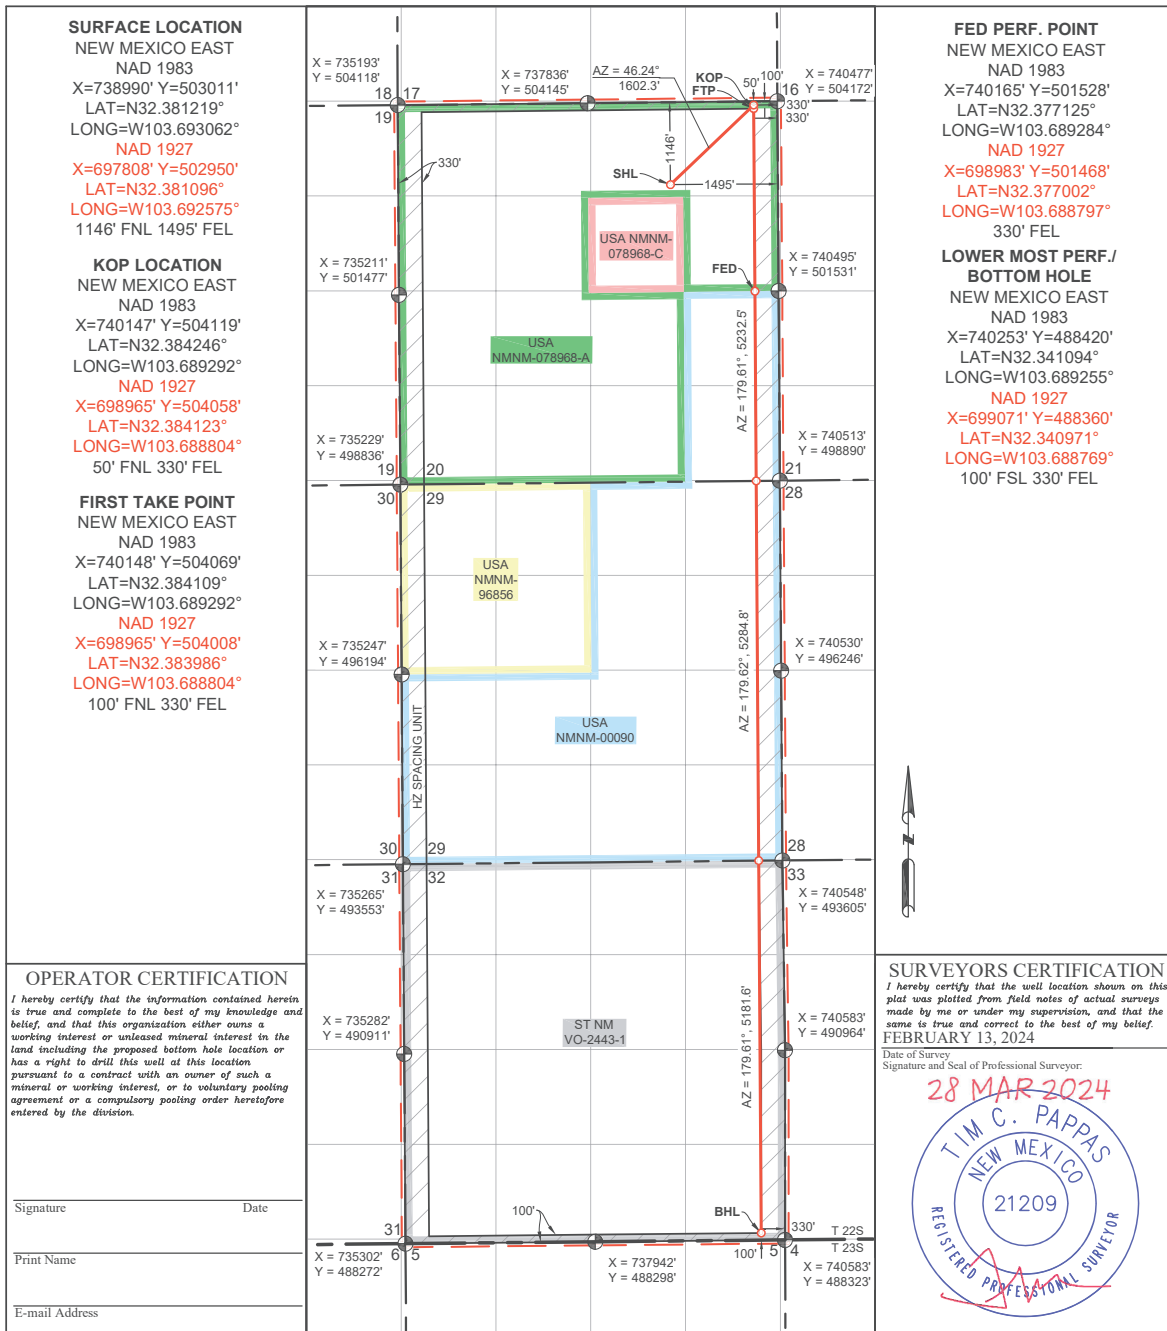 SURFACE LOCATION
NEW MEXICO EAST
NAD 1983
X=738990' Y=503011'
LAT=N32.381219°
LONG=W103.693062°
NAD 1927
X=697808' Y=502950'
LAT=N32.381096°
LONG=W103.692575°
1146' FNL 1495' FEL
KOP LOCATION
NEW MEXICO EAST
NAD 1983
X=740147' Y=504119'
LAT=N32.384246°
LONG=W103.689292°
NAD 1927
X=698965' Y=504058'
LAT=N32.384123°
LONG=W103.688804°
50' FNL 330' FEL
FIRST TAKE POINT
NEW MEXICO EAST
NAD 1983
X=740148' Y=504069'
LAT=N32.384109°
LONG=W103.689292°
NAD 1927
X=698965' Y=504008'
LAT=N32.383986°
LONG=W103.688804°
100' FNL 330' FEL
OPERATOR CERTIFICATION
I hereby certify that the information contained herein
is true and complete to the best of my knowledge and
belief, and that this organization either owns a
working interest or unleased mineral interest in the
land including the proposed bottom hole location or
has a right to drill this well at this location
pursuant to a contract with an owner of such a
mineral or working interest, or to voluntary pooling
agreement or a compulsory pooling order heretofore
entered by the division.
Signature Date
Print Name
E-mail Address
X = 735193'
Y = 504118'
X = 737836'
Y = 504145'
AZ = 46.24°
1602.3'
KOP
FTP
50' 100'
X = 740477'
Y = 504172'
18 17
19
16
330'
330'
330'
1146'
SHL
1495'
USA NMNM-
078968-C
X = 735211'
Y = 501477'
X = 740495'
Y = 501531'
FED
USA
NMNM-078968-A
AZ = 179.61°, 5232.5'
X = 735229'
Y = 498836'
X = 740513'
Y = 498890'
19 20
30 29
21
28
USA
NMNM-
96856
X = 735247'
Y = 496194'
X = 740530'
Y = 496246'
AZ = 179.62°, 5284.8'
USA
NMNM-00090
HZ SPACING UNIT
30 29
31 32
28
33
X = 735265'
Y = 493553'
X = 740548'
Y = 493605'
X = 735282'
Y = 490911'
X = 740583'
Y = 490964'
ST NM
VO-2443-1
AZ = 179.61°, 5181.6'
100'
BHL
330'
31
6 5
100'
5 4
T 22S
T 23S
X = 735302'
Y = 488272'
X = 737942'
Y = 488298'
X = 740583'
Y = 488323'
FED PERF. POINT
NEW MEXICO EAST
NAD 1983
X=740165' Y=501528'
LAT=N32.377125°
LONG=W103.689284°
NAD 1927
X=698983' Y=501468'
LAT=N32.377002°
LONG=W103.688797°
330' FEL
LOWER MOST PERF./
BOTTOM HOLE
NEW MEXICO EAST
NAD 1983
X=740253' Y=488420'
LAT=N32.341094°
LONG=W103.689255°
NAD 1927
X=699071' Y=488360'
LAT=N32.340971°
LONG=W103.688769°
100' FSL 330' FEL
N
SURVEYORS CERTIFICATION
I hereby certify that the well location shown on this
plat was plotted from field notes of actual surveys
made by me or under my supervision, and that the
same is true and correct to the best of my belief.
FEBRUARY 13, 2024
Date of Survey
Signature and Seal of Professional Surveyor:
28 MAR 2024
TIM C. PAPPAS
NEW MEXICO
21209
REGISTERED PROFESSIONAL SURVEYOR